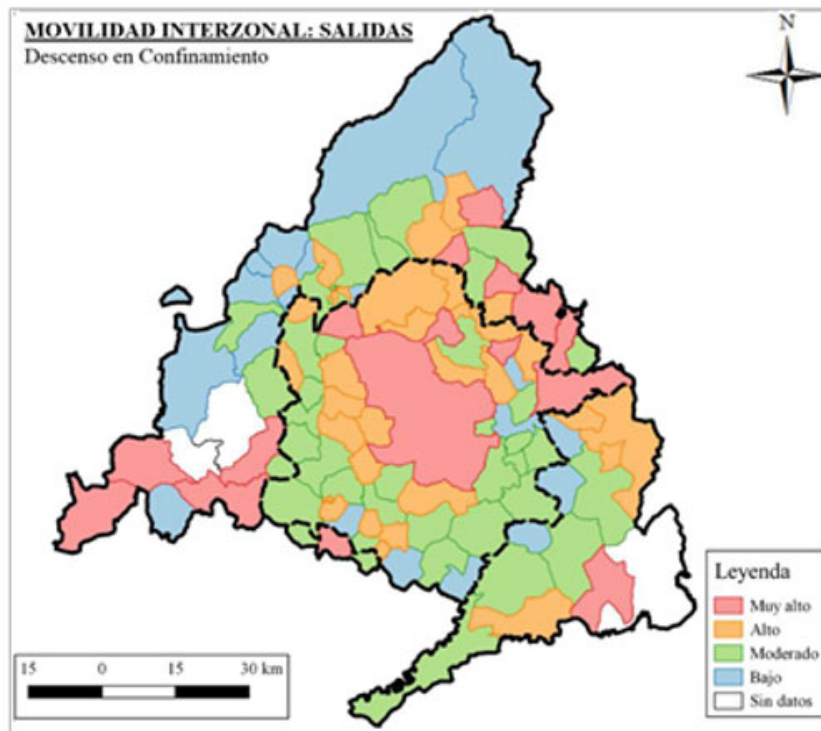 MOVILIDAD INTERZONAL: SALIDAS
Descenso en Confinamiento
N
Leyenda
Muy alto
Alto
Moderado
Bajo
Sin datos
15 0 15 30 km